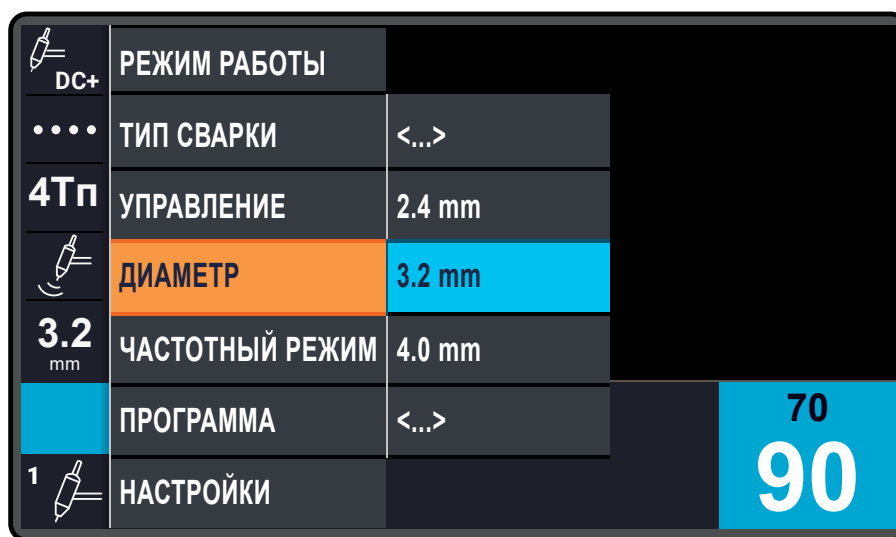 DC+
РЕЖИМ РАБОТЫ
••••
ТИП СВАРКИ
<...>
4Тп
УПРАВЛЕНИЕ
2.4 mm
ДИАМЕТР
3.2 mm
3.2
mm
ЧАСТОТНЫЙ РЕЖИМ
4.0 mm
ПРОГРАММА
<...>
70
90
1
НАСТРОЙКИ